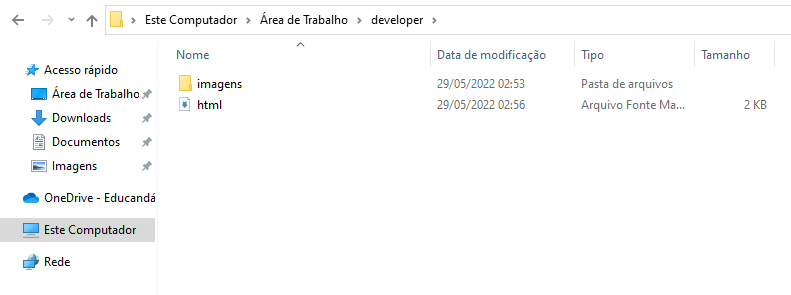 Este Computador > Área de Trabalho > developer >
Nome Data de modificação Tipo Tamanho
Acesso rápido
Área de Trabalho
Downloads
Documentos
Imagens
OneDrive - Educandá
Este Computador
Rede
imagens 29/05/2022 02:53 Pasta de arquivos
html 29/05/2022 02:56 Arquivo Fonte Ma... 2 KB